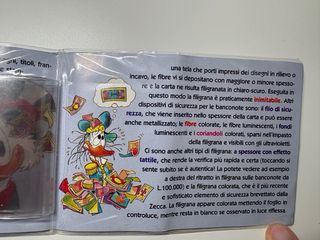 hi, titoli, fran-
una tela che porti impressi dei disegni in rilievo o
incavo, le fibre vi si depositano con maggiore o minore spesso-
re e la carta ne risulta filigranata in chiaro-scuro. Eseguita in
questo modo la filigrana è praticamente inimitabile. Altri
dispositivi di sicurezza per le banconote sono: il filo di sicu-
rezza, che viene inserito nello spessore della carta e può essere
anche metallizzato; le fibre colorate, le fibre luminescenti, i fondi
luminescenti e i coriandoli colorati, sparsi nell'impasto
della filigrana e visibili con gli ultravioletti.
Ci sono anche altri tipi di filigrana: a spessore con effetto
tattile, che rende la verifica più rapida e certa (toccando si
sente subito se è autentica! La potete vedere ad esempio
a destra del ritratto in filigrana sulle banconote da
L.100.000) e la filigrana colorata, che è il più recente
e sofisticato elemento di sicurezza brevettato dalla
Zecca. La filigrana appare colorata mettendo il foglio in
controluce, mentre resta in bianco se osservato in luce riflessa.